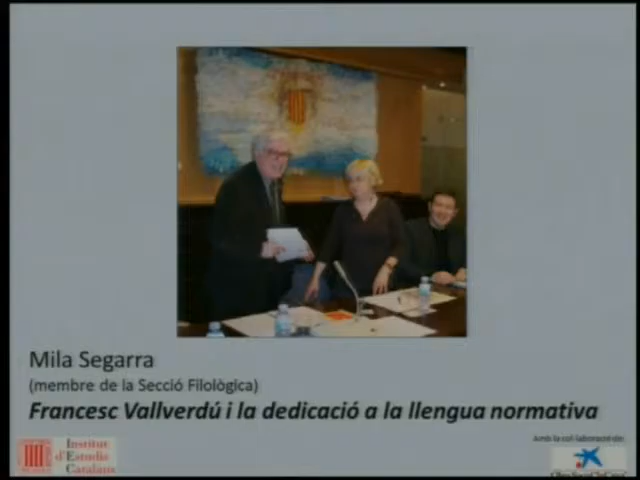 Mila Segarra
(membre de la Secció Filològica)
Francesc Vallverdú i la dedicació a la llengua normativa
Amb la col·laboració de:
Institut
d'Estudis
Catalans